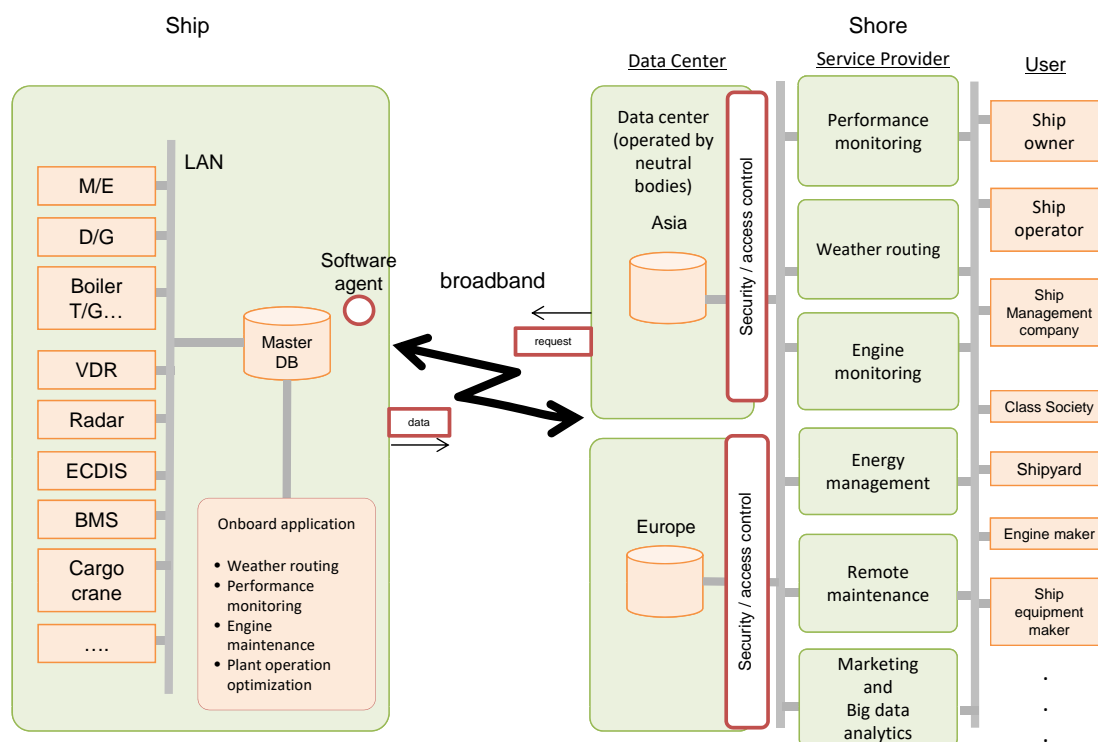 Ship
Shore
Data Center
Service Provider
User
LAN
M/E
D/G
Boiler
T/G…
VDR
Radar
ECDIS
BMS
Cargo
crane
….
Software
agent
Master
DB
Onboard application
• Weather routing
• Performance
monitoring
• Engine
maintenance
• Plant operation
optimization
broadband
request
data
Data center
(operated by
neutral
bodies)
Asia
Security / access control
Europe
Security / access control
Performance
monitoring
Weather routing
Engine
monitoring
Energy
management
Remote
maintenance
Marketing
and
Big data
analytics
Ship
owner
Ship
operator
Ship
Management
company
Class Society
Shipyard
Engine maker
Ship
equipment
maker
.
.
.